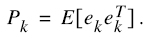 P_k = E[e_k e_k^T] .